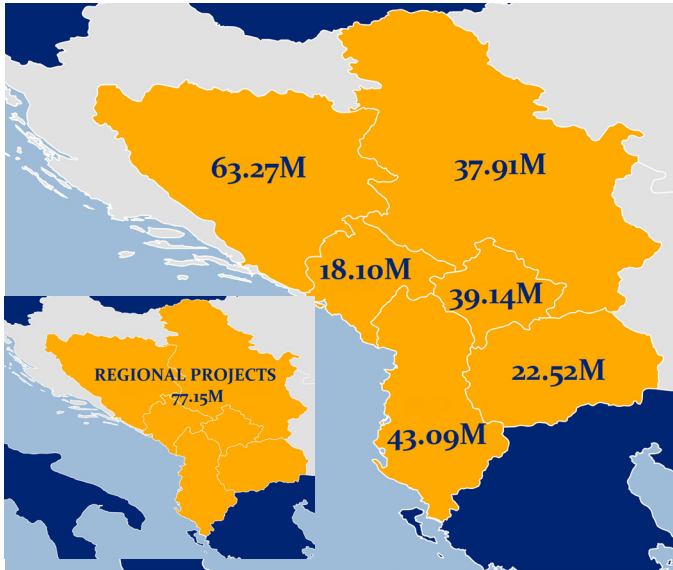 63.27M
37.91M
18.10M
39.14M
22.52M
43.09M
REGIONAL PROJECTS
77.15M